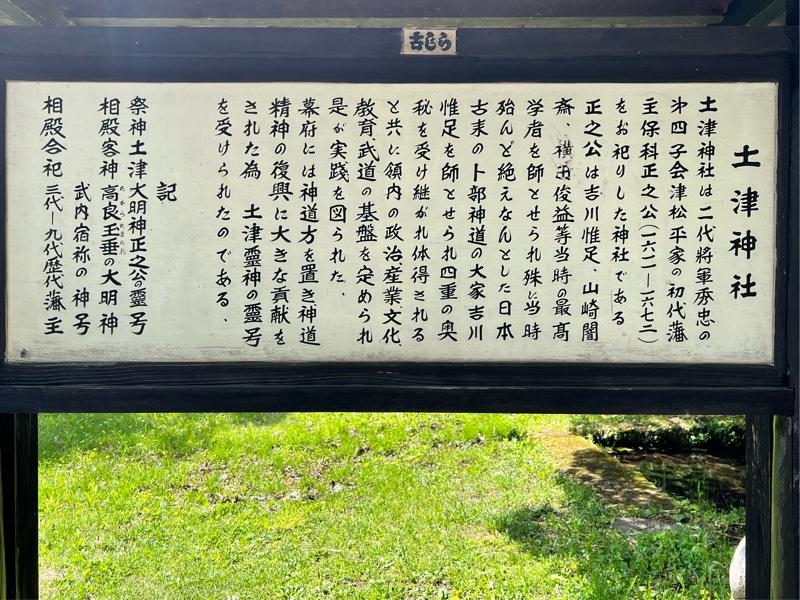 古じら
土津神社
土津神社は二代將軍秀忠の
第四子会津松平家の初代藩
主保科正之公(一六一一―一六七二)
をお祀りした神社である
正之公は吉川惟足、山崎闇
斎、横田俊益等当時の最高
学者を師とせられ殊に当時
殆んど絶えなんとした日本
古来の卜部神道の大家吉川
惟足を師とせられ四重の奥
秘を受け継がれ体得される
と共に領内の政治産業文化、
教育武道の基盤を定められ
是が実践を図られた、
幕府には神道方を置き神道
精神の復興に大きな貢献を
された為 土津霊神の霊号
を受けられたのである、
記
祭神土津大明神正之公の霊号
相殿客神高良玉垂の大明神
たからたまたれ
武内宿祢の神号
相殿合祀 三代―九代歴代藩主